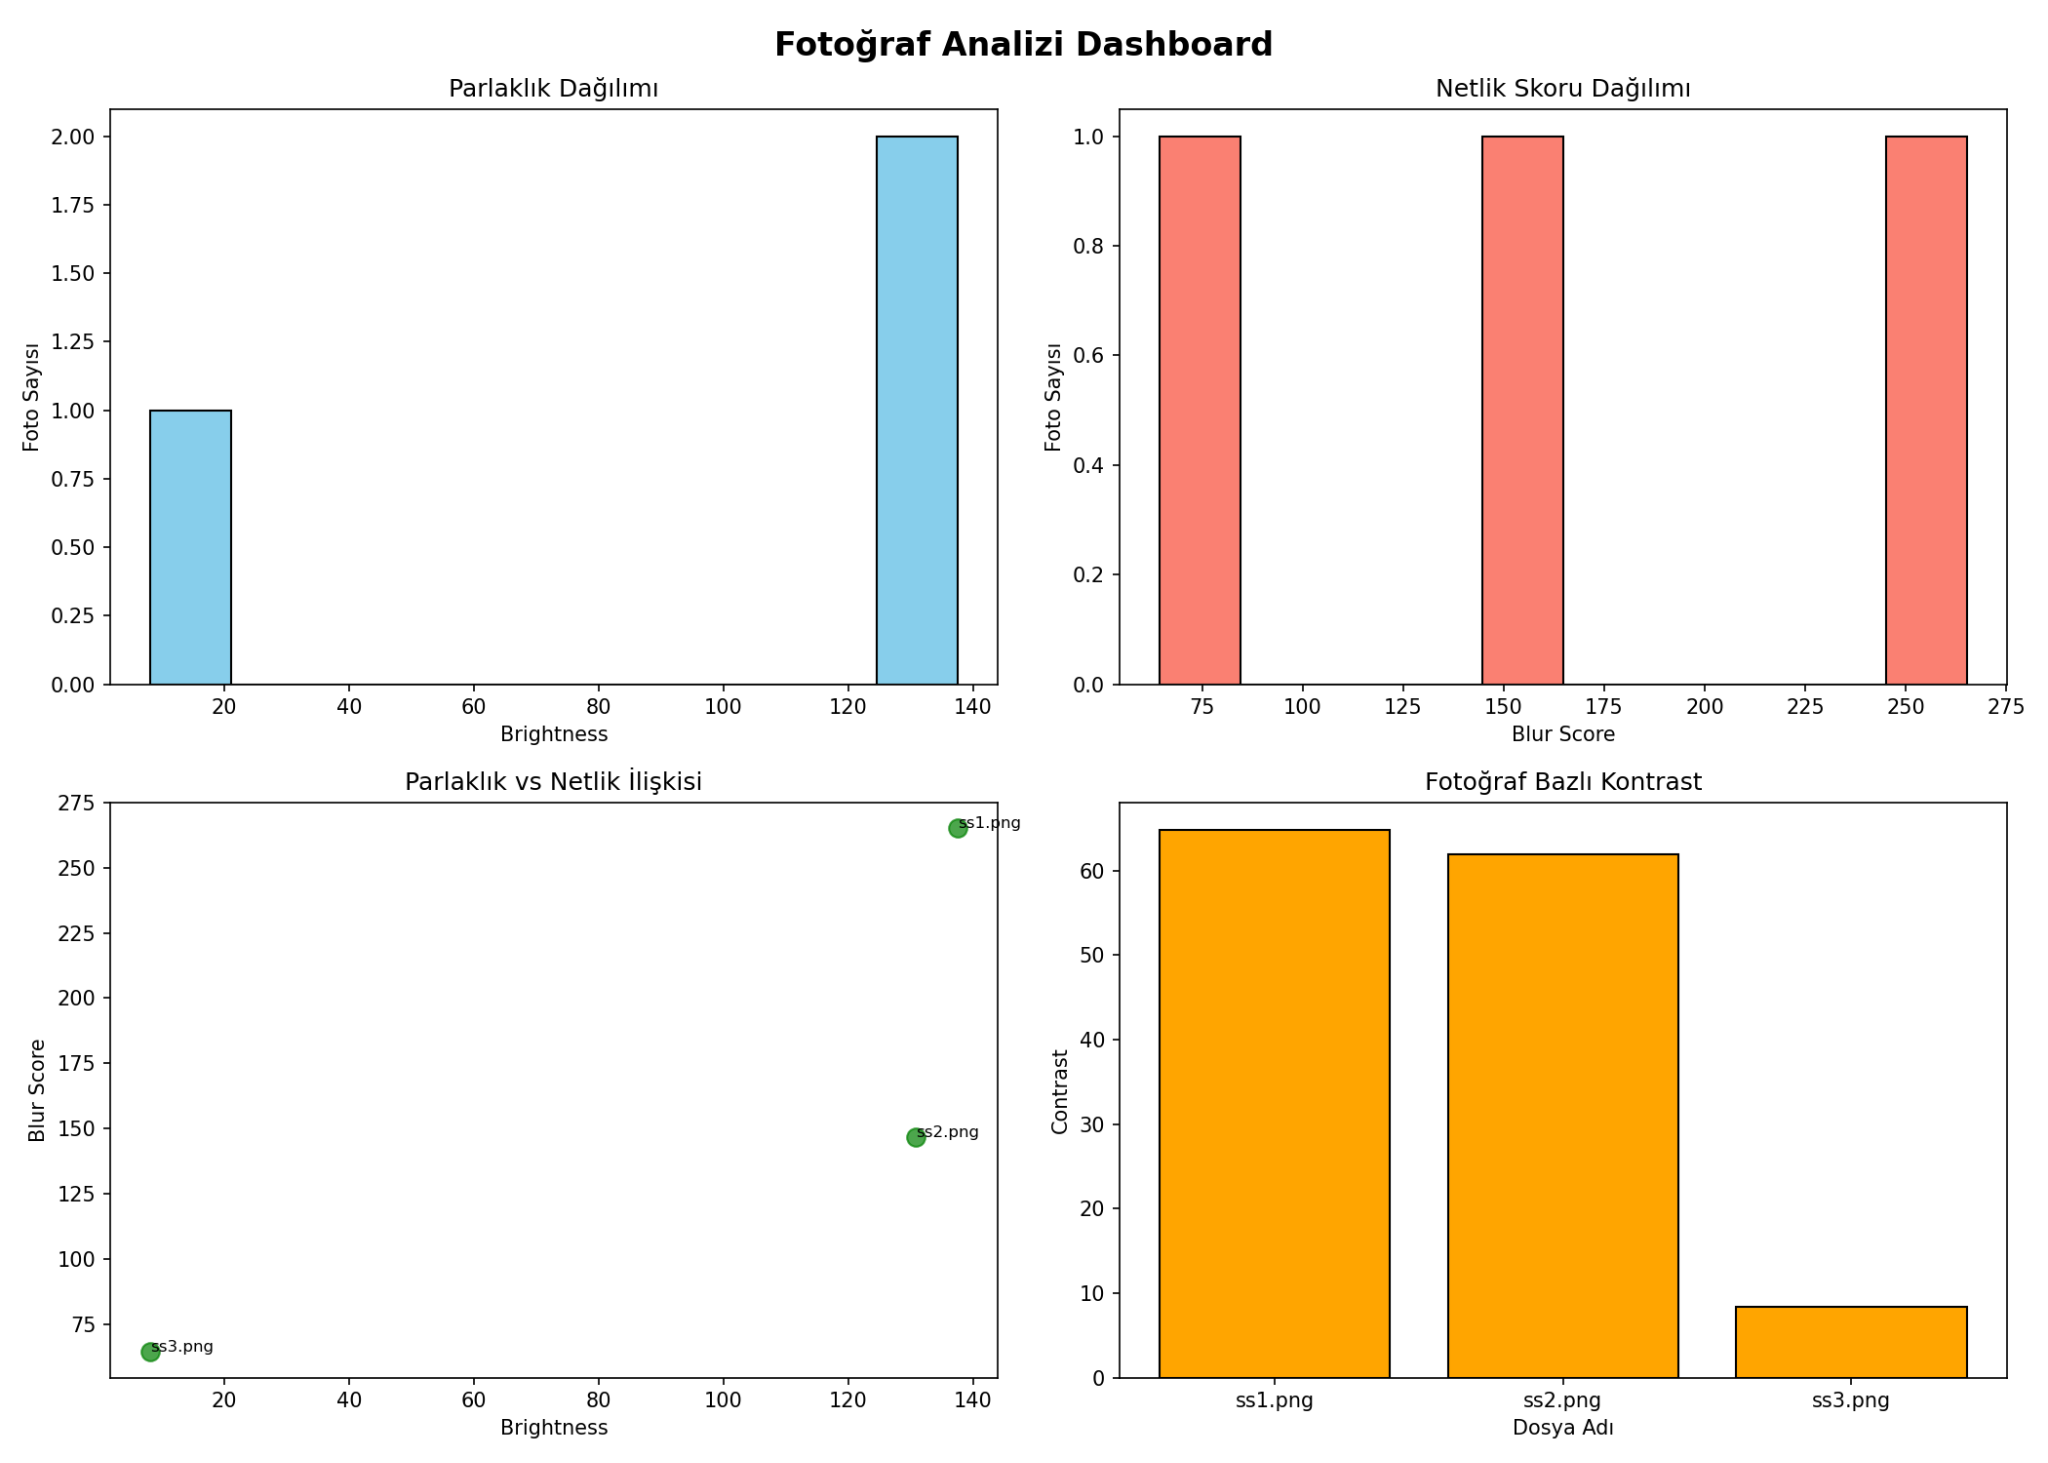 Fotoğraf Analizi Dashboard
Parlaklık Dağılımı
Foto Sayısı
2.00
1.75
1.50
1.25
1.00
0.75
0.50
0.25
0.00
20 40 60 80 100 120 140
Brightness
Netlik Skoru Dağılımı
Foto Sayısı
1.0
0.8
0.6
0.4
0.2
0.0
75 100 125 150 175 200 225 250 275
Blur Score
Parlaklık vs Netlik İlişkisi
Blur Score
275
250
225
200
175
150
125
100
75
ss1.png
ss2.png
ss3.png
20 40 60 80 100 120 140
Brightness
Fotoğraf Bazlı Kontrast
Contrast
60
50
40
30
20
10
0
ss1.png ss2.png ss3.png
Dosya Adı